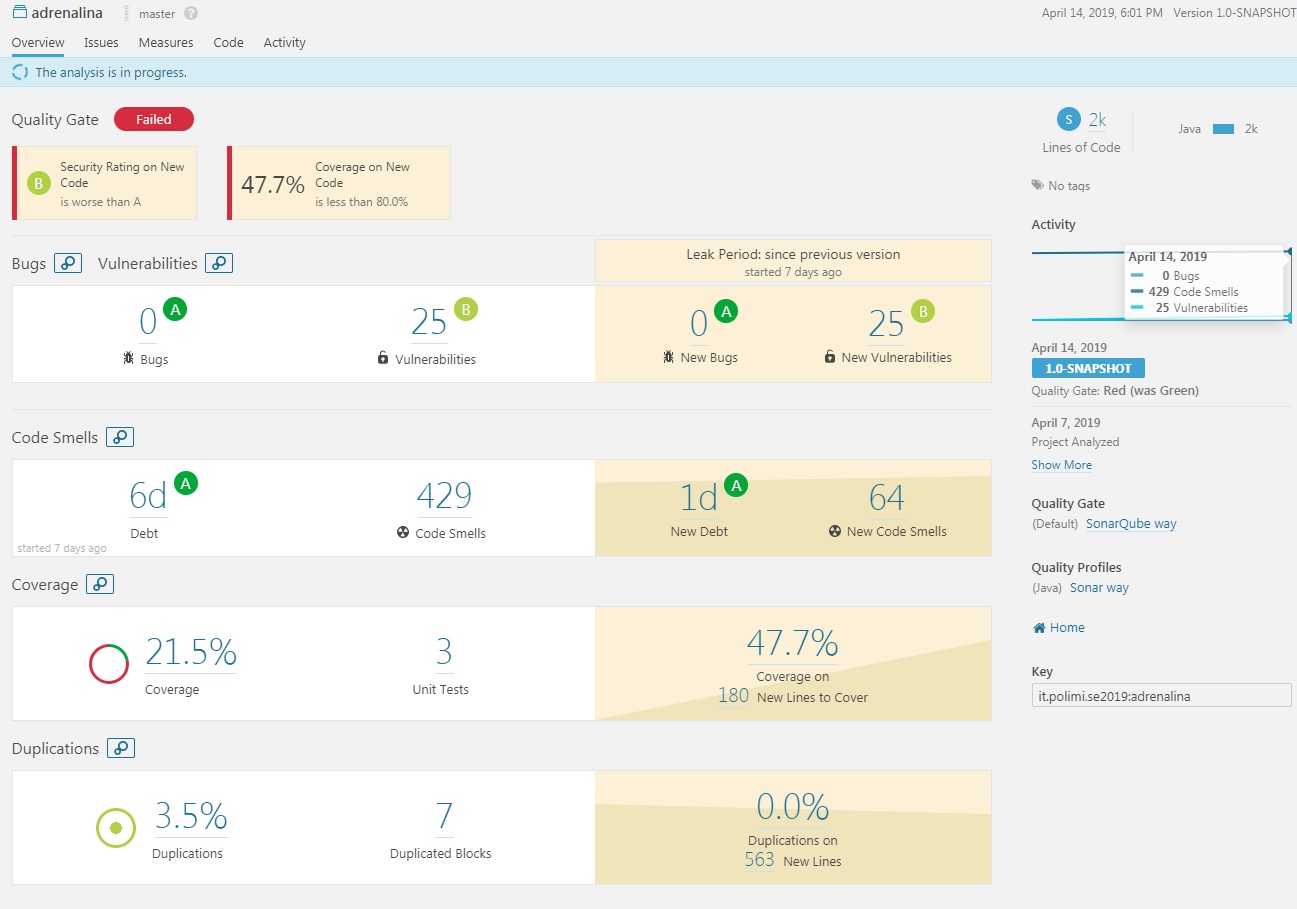 adrenalina master ?
April 14, 2019, 6:01 PM Version 1.0-SNAPSHOT
Overview Issues Measures Code Activity
The analysis is in progress.
Quality Gate Failed
B
Security Rating on New
Code
is worse than A
47.7%
Coverage on New
Code
is less than 80.0%
Bugs Vulnerabilities
Leak Period: since previous version
started 7 days ago
0 A
Bugs
25 B
Vulnerabilities
0 A
New Bugs
25 B
New Vulnerabilities
Code Smells
6d A
Debt
started 7 days ago
429
Code Smells
1d A
New Debt
64
New Code Smells
Coverage
21.5%
Coverage
3
Unit Tests
47.7%
Coverage on
180 New Lines to Cover
Duplications
3.5%
Duplications
7
Duplicated Blocks
0.0%
Duplications on
563 New Lines
S 2k
Lines of Code
Java 2k
No tags
Activity
April 14, 2019
0 Bugs
429 Code Smells
25 Vulnerabilities
April 14, 2019
1.0-SNAPSHOT
Quality Gate: Red (was Green)
April 7, 2019
Project Analyzed
Show More
Quality Gate
(Default) SonarQube way
Quality Profiles
(Java) Sonar way
Home
Key
it.polimi.se2019:adrenalina